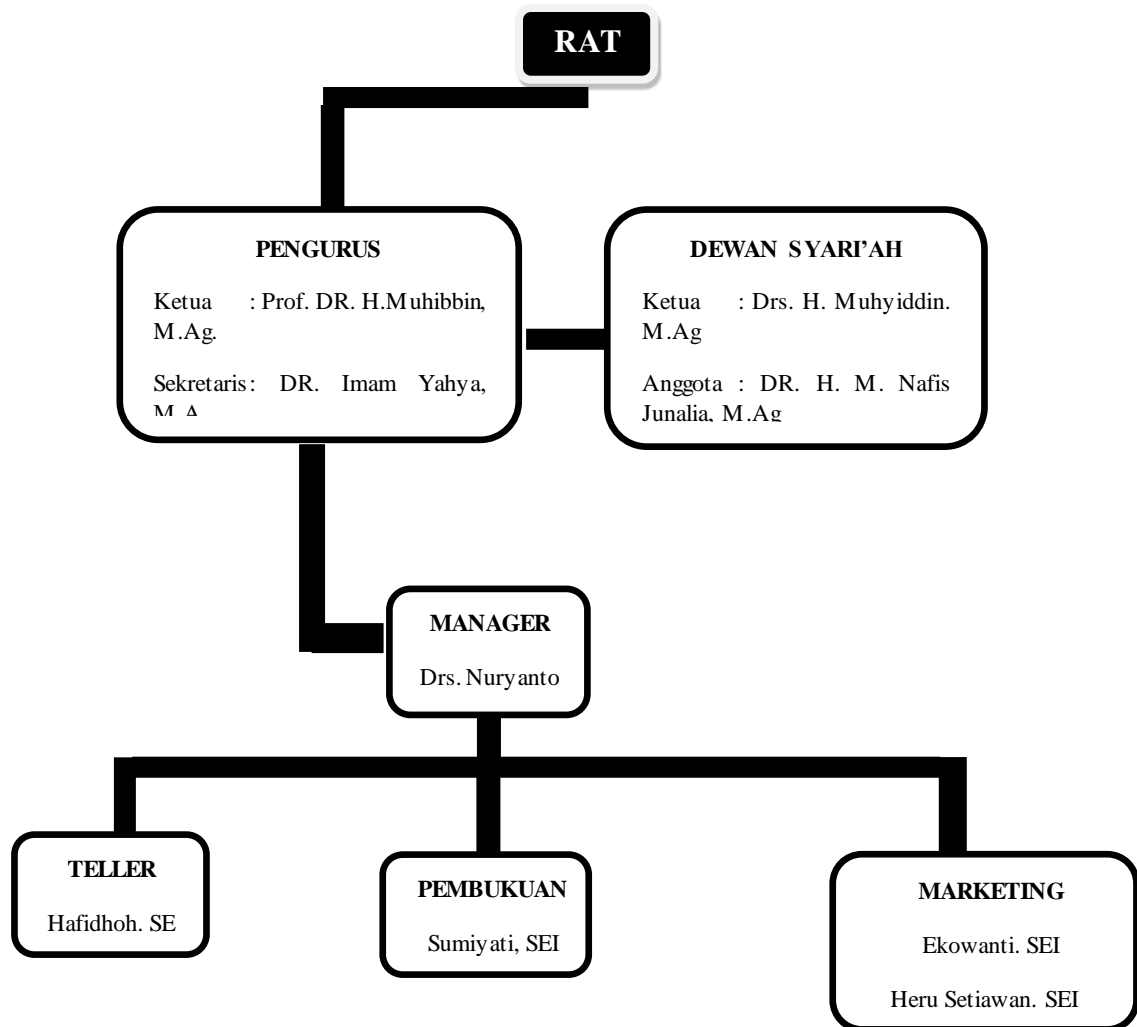 RAT
PENGURUS
Ketua : Prof. DR. H.Muhibbin,
M.Ag.
Sekretaris: DR. Imam Yahya,
M.A
DEWAN SYARI’AH
Ketua : Drs. H. Muhyiddin.
M.Ag
Anggota : DR. H. M. Nafis
Junalia, M.Ag
MANAGER
Drs. Nuryanto
TELLER
Hafidhoh. SE
PEMBUKUAN
Sumiyati, SEI
MARKETING
Ekowanti. SEI
Heru Setiawan. SEI